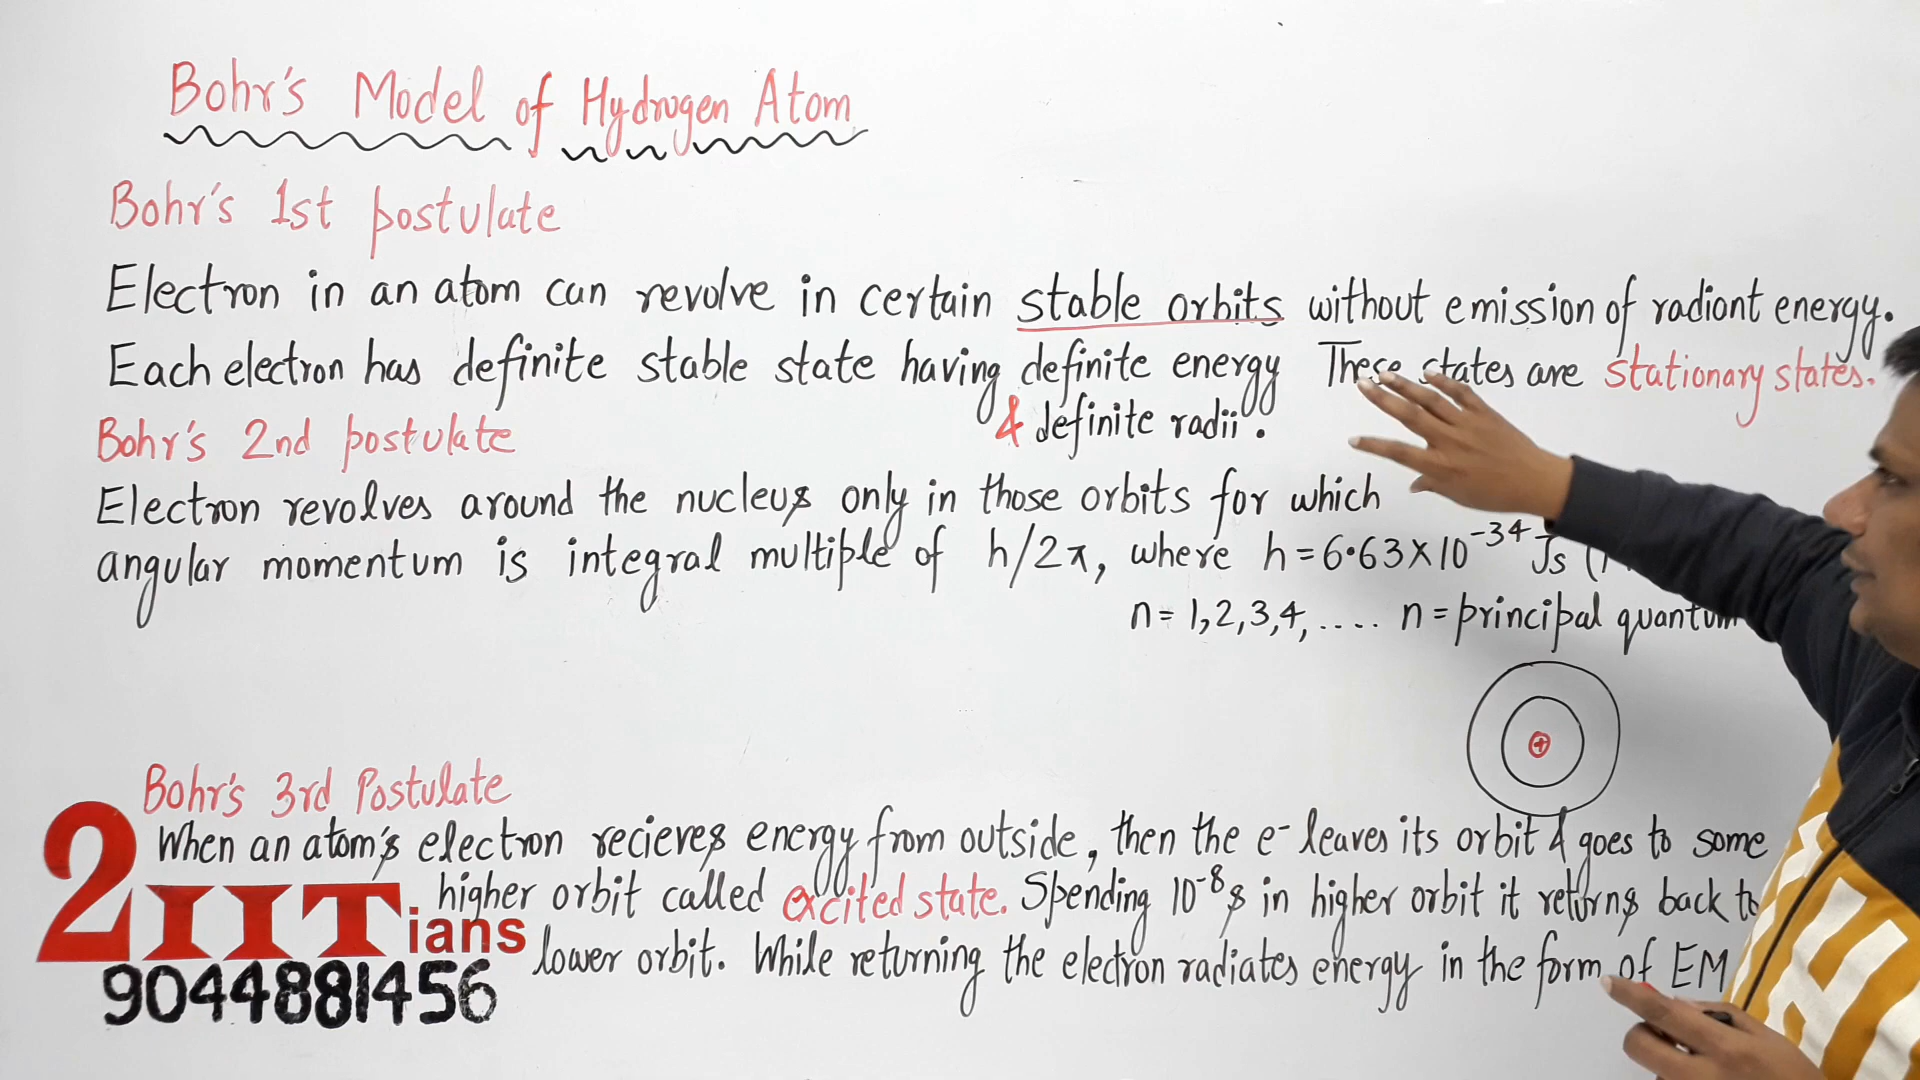 Bohr's Model of Hydrogen Atom
Bohr's 1st postulate
Electron in an atom can revolve in certain stable orbits without emission of radiant energy.
Each electron has definite stable state having definite energy These states are stationary states.
& definite radii.
Bohr's 2nd postulate
Electron revolves around the nucleus only in those orbits for which
angular momentum is integral multiple of h/2π, where h = 6.63×10⁻³⁴ Js (
n = 1,2,3,4, .... n = principal quantum
+
Bohr's 3rd Postulate
When an atom's electron recieves energy from outside, then the e⁻ leaves its orbit & goes to some
higher orbit called excited state. Spending 10⁻⁸s in higher orbit it returns back to
lower orbit. While returning the electron radiates energy in the form of EM
2IITians
9044881456